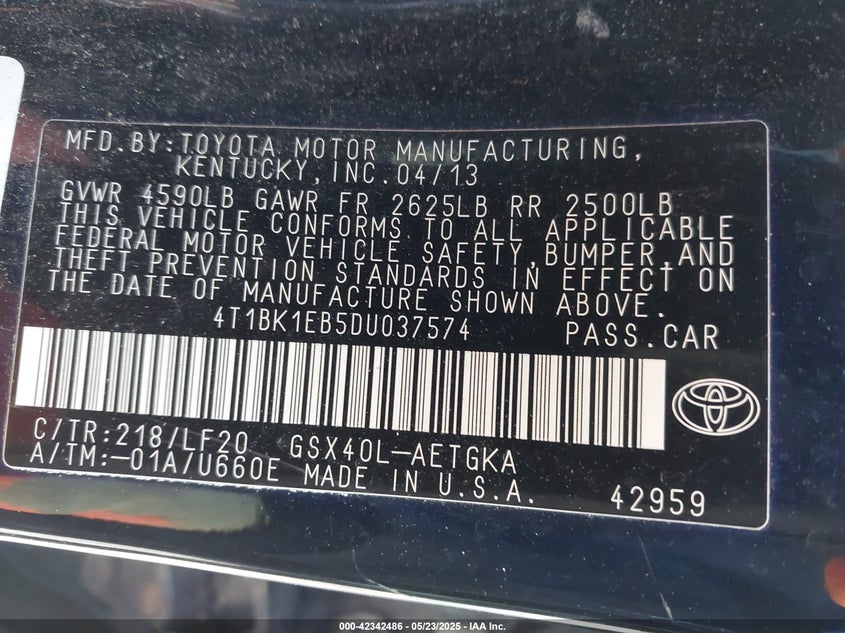 MFD.BY:TOYOTA MOTOR MANUFACTURING,
KENTUCKY,INC.04/13
GVWR 4590LB GAWR FR 2625LB RR 2500LB
THIS VEHICLE CONFORMS TO ALL APPLICABLE
FEDERAL MOTOR VEHICLE SAFETY,BUMPER,AND
THEFT PREVENTION STANDARDS IN EFFECT ON
THE DATE OF MANUFACTURE SHOWN ABOVE.
4T1BK1EB5DU037574 PASS.CAR
C/TR:218/LF20 GSX40L-AETGKA
A/TM:-01A/U660E MADE IN U.S.A. 42959
000-42342486 - 05/23/2025 - IAA Inc.